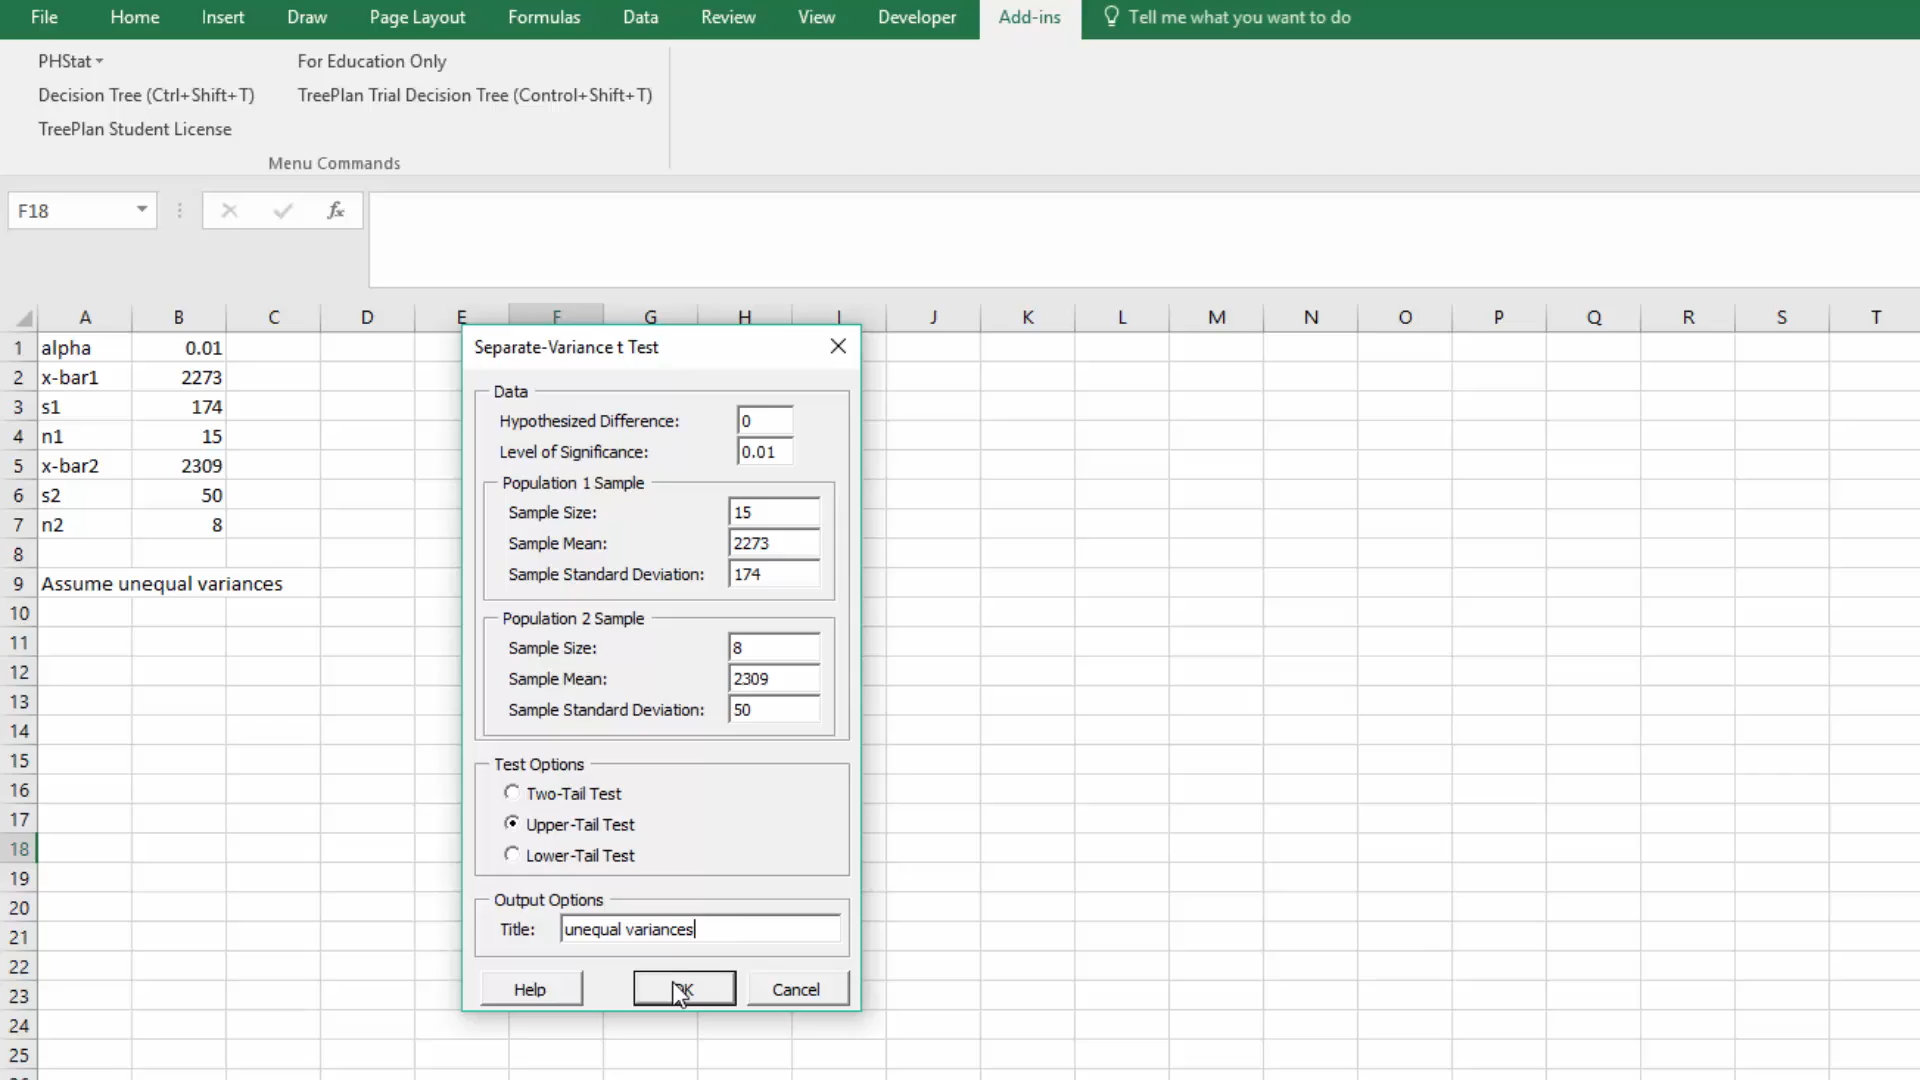 File Home Insert Draw Page Layout Formulas Data Review View Developer Add-ins Tell me what you want to do
PHStat For Education Only
Decision Tree (Ctrl+Shift+T) TreePlan Trial Decision Tree (Control+Shift+T)
TreePlan Student License
Menu Commands
F18 fx
A B C D E F G H I J K L M N O P Q R S T
1 alpha 0.01
2 x-bar1 2273
3 s1 174
4 n1 15
5 x-bar2 2309
6 s2 50
7 n2 8
8
9 Assume unequal variances
10
11
12
13
14
15
16
17
18
19
20
21
22
23
24
25
Separate-Variance t Test
Data
Hypothesized Difference: 0
Level of Significance: 0.01
Population 1 Sample
Sample Size: 15
Sample Mean: 2273
Sample Standard Deviation: 174
Population 2 Sample
Sample Size: 8
Sample Mean: 2309
Sample Standard Deviation: 50
Test Options
Two-Tail Test
Upper-Tail Test
Lower-Tail Test
Output Options
Title: unequal variances
Help OK Cancel